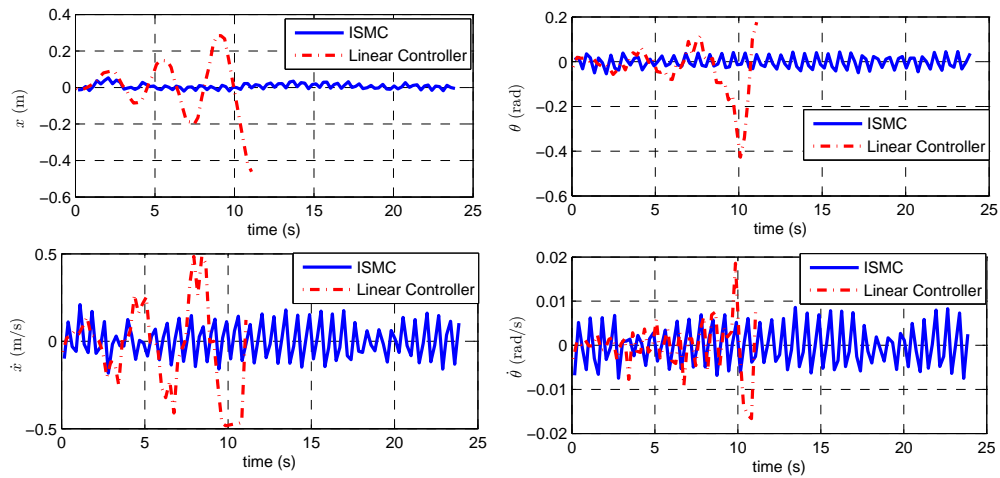 0.4
0.2
0
−0.2
−0.4
−0.6
x (m)
0 5 10 15 20 25
time (s)
ISMC
Linear Controller
0.2
0
−0.2
−0.4
−0.6
θ (rad)
0 5 10 15 20 25
time (s)
ISMC
Linear Controller
0.5
0
−0.5
ẋ (m/s)
0 5 10 15 20 25
time (s)
ISMC
Linear Controller
0.02
0.01
0
−0.01
−0.02
θ̇ (rad/s)
0 5 10 15 20 25
time (s)
ISMC
Linear Controller